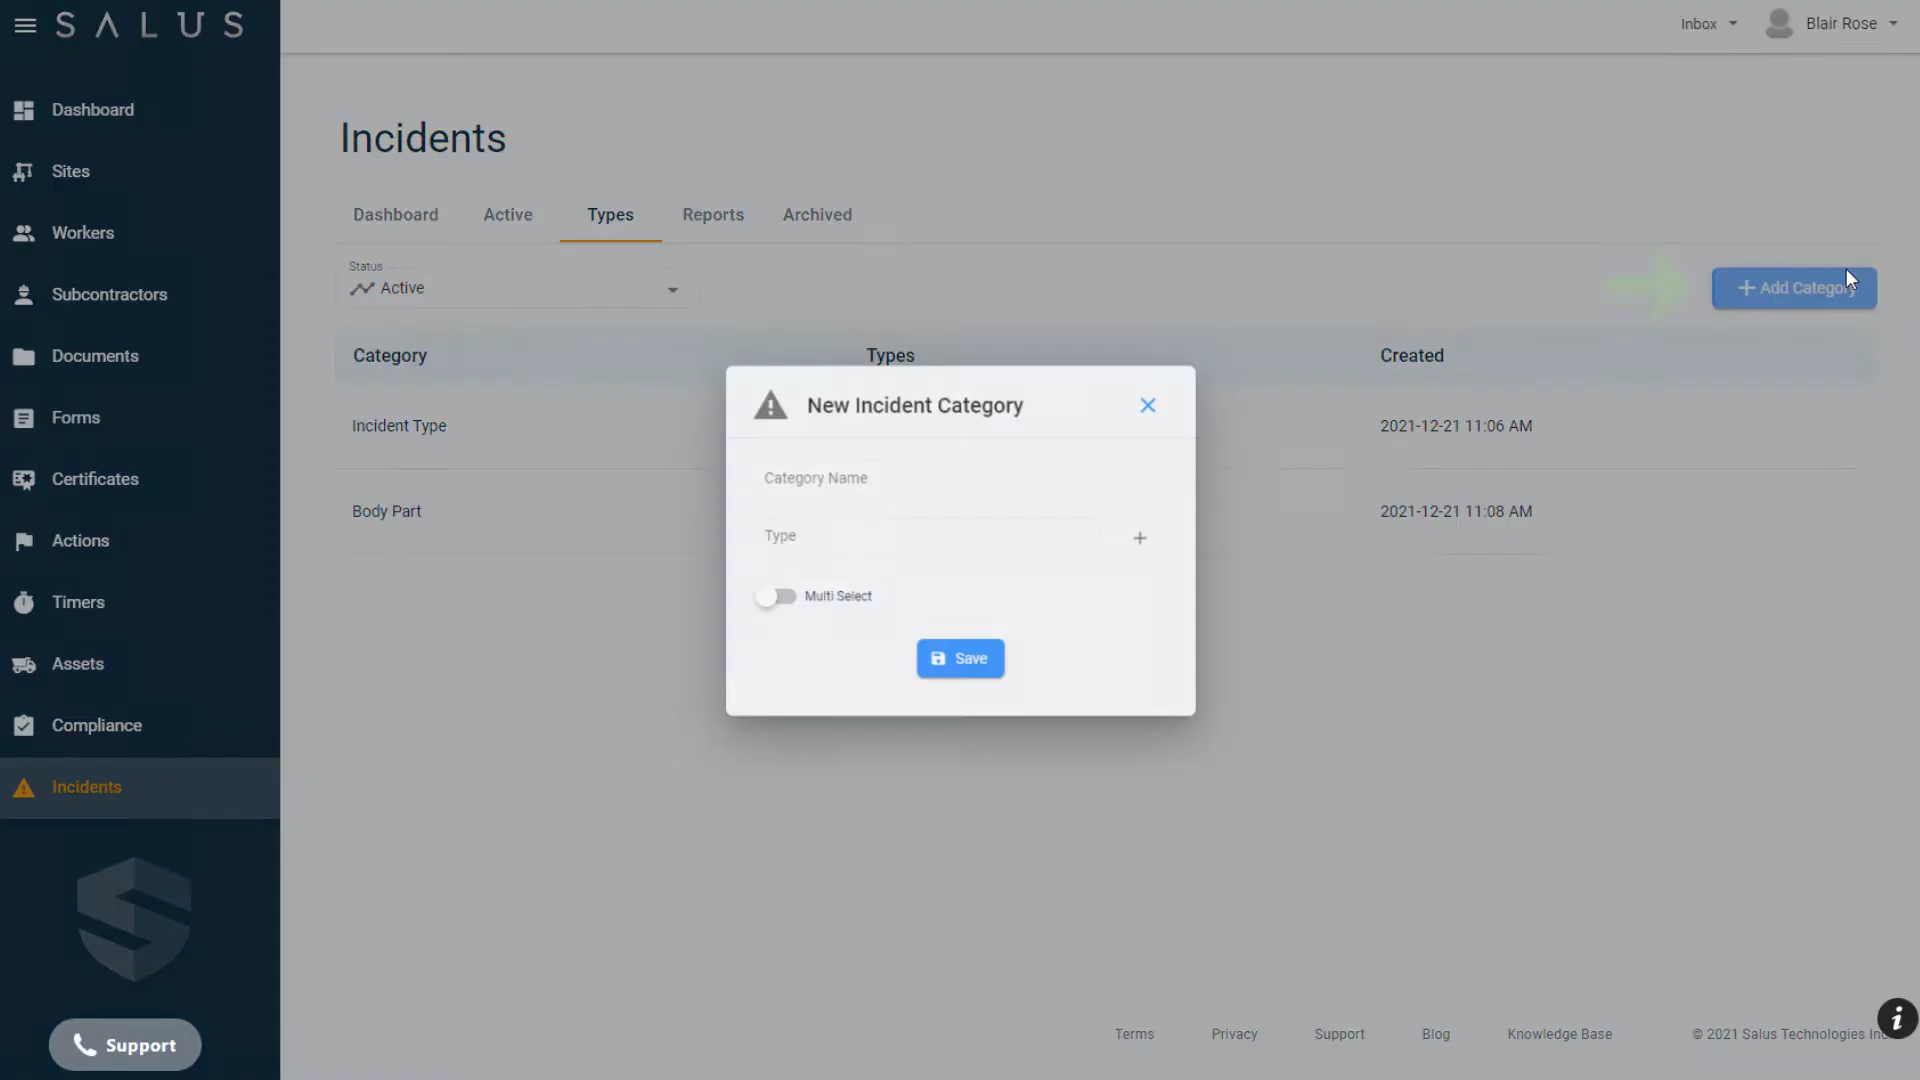 SALUS
Inbox
Blair Rose
Dashboard
Sites
Workers
Subcontractors
Documents
Forms
Certificates
Actions
Timers
Assets
Compliance
Incidents
Support
Incidents
Dashboard Active Types Reports Archived
Status
Active
+ Add Category
Category Types Created
Incident Type 2021-12-21 11:06 AM
Body Part 2021-12-21 11:08 AM
New Incident Category
Category Name
Type
Multi Select
Save
Terms Privacy Support Blog Knowledge Base © 2021 Salus Technologies Inc